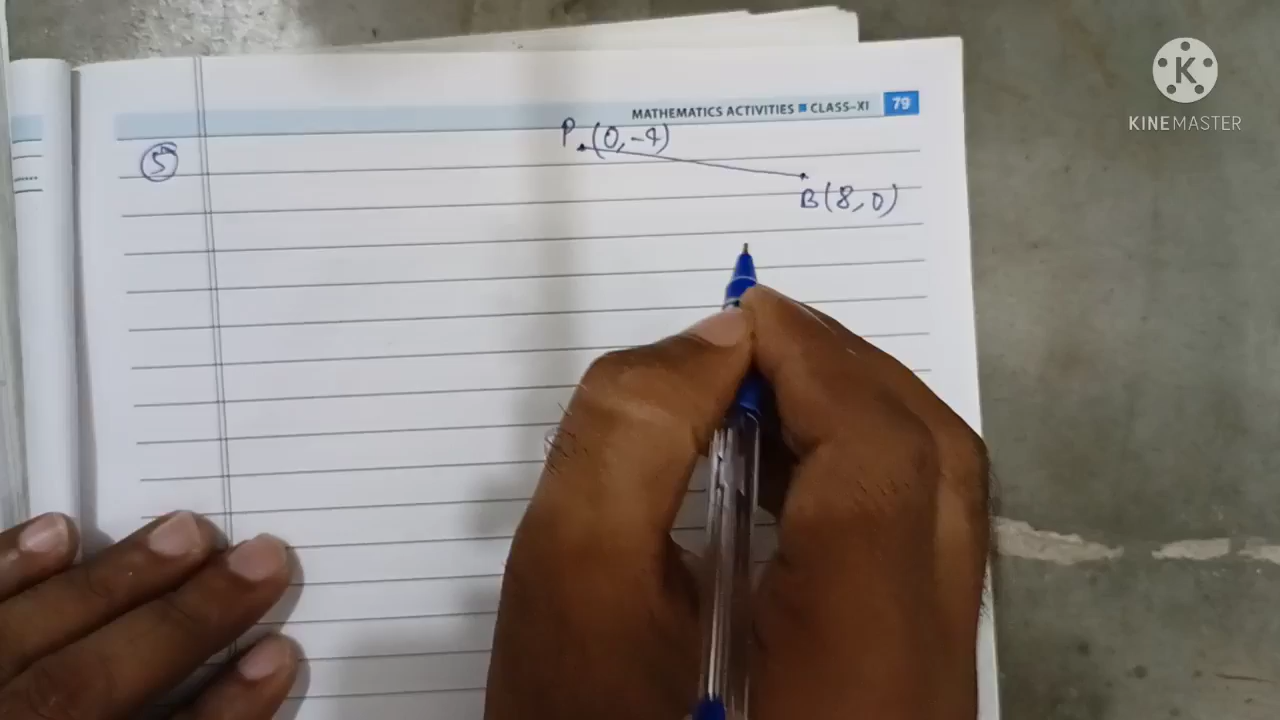 MATHEMATICS ACTIVITIES ■ CLASS-XI 79
P (0, -4)
5
B(8, 0)
K
KINEMASTER